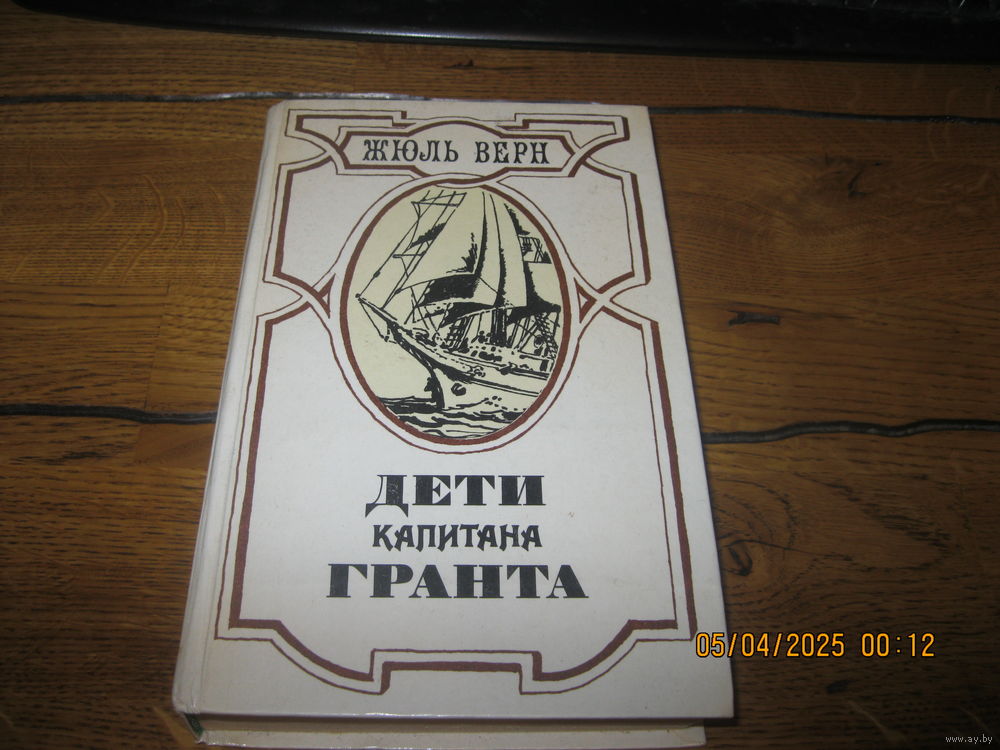 ЖЮЛЬ ВЕРН
ДЕТИ
КАПИТАНА
ГРАНТА
05/04/2025 00:12
www.ay.by